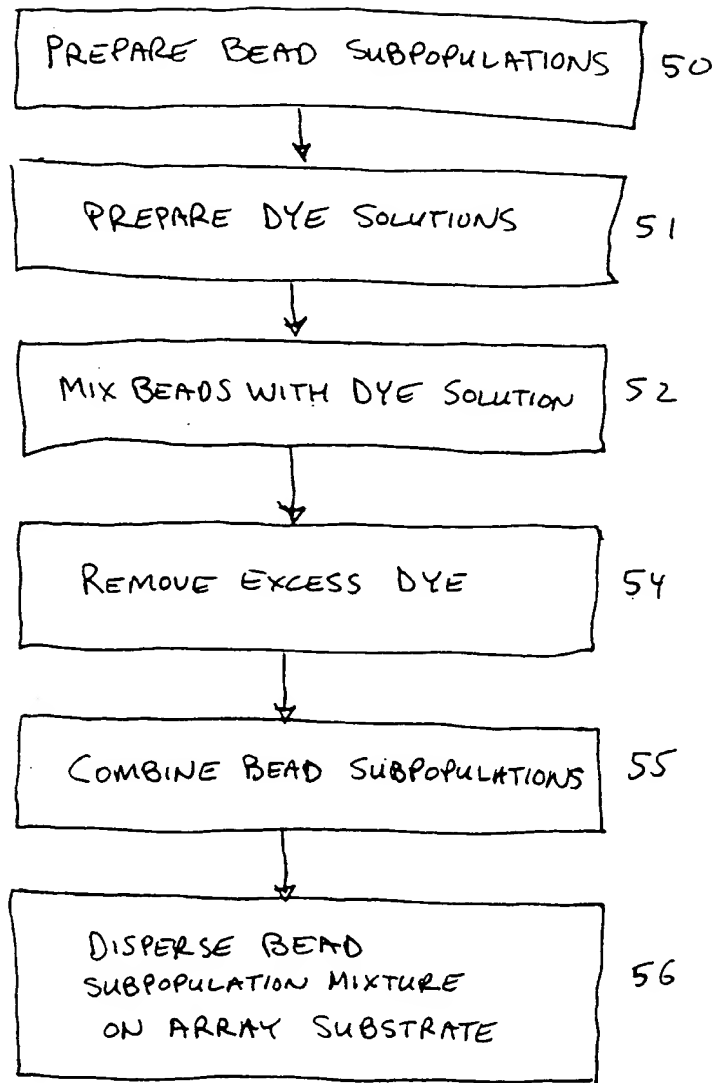 PREPARE BEAD SUBPOPULATIONS 50
PREPARE DYE SOLUTIONS 51
MIX BEADS WITH DYE SOLUTION 52
REMOVE EXCESS DYE 54
COMBINE BEAD SUBPOPULATIONS 55
DISPERSE BEAD
SUBPOPULATION MIXTURE 56
ON ARRAY SUBSTRATE